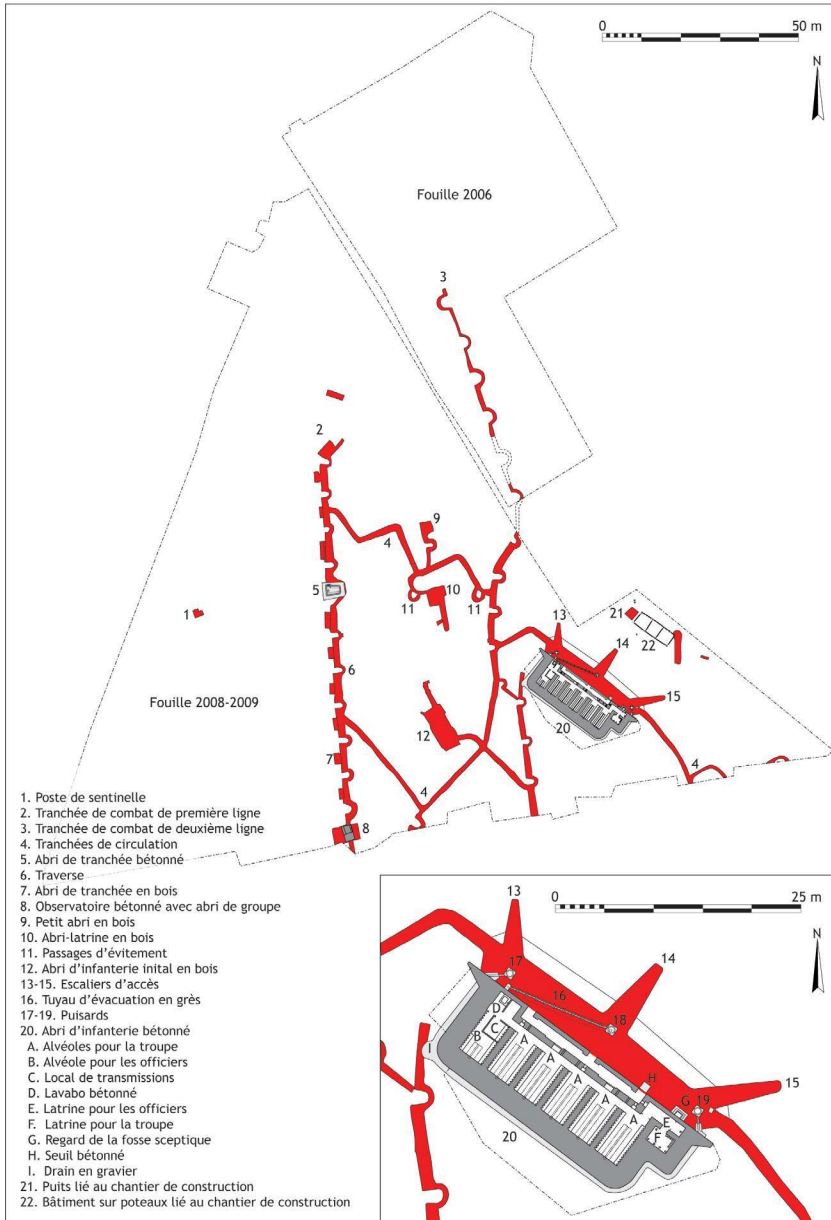 0 50 m
N
Fouille 2006
3
2
9
4
5
10
1
11
11
21
22
13
14
6
15
Fouille 2008-2009
20
12
7
4
4
8
1. Poste de sentinelle
2. Tranchée de combat de première ligne
3. Tranchée de combat de deuxième ligne
4. Tranchées de circulation
5. Abri de tranchée bétonné
6. Traverse
7. Abri de tranchée en bois
8. Observatoire bétonné avec abri de groupe
9. Petit abri en bois
10. Abri-latrine en bois
11. Passages d'évitement
12. Abri d'infanterie inital en bois
13-15. Escaliers d'accès
16. Tuyau d'évacuation en grès
17-19. Puisards
20. Abri d'infanterie bétonné
A. Alvéoles pour la troupe
B. Alvéole pour les officiers
C. Local de transmissions
D. Lavabo bétonné
E. Latrine pour les officiers
F. Latrine pour la troupe
G. Regard de la fosse sceptique
H. Seuil bétonné
I. Drain en gravier
21. Puits lié au chantier de construction
22. Bâtiment sur poteaux lié au chantier de construction
0 25 m
N
13
14
17
16
18
D
C
B
A
A
A
A
A
I
H
15
G 19
E
F
20